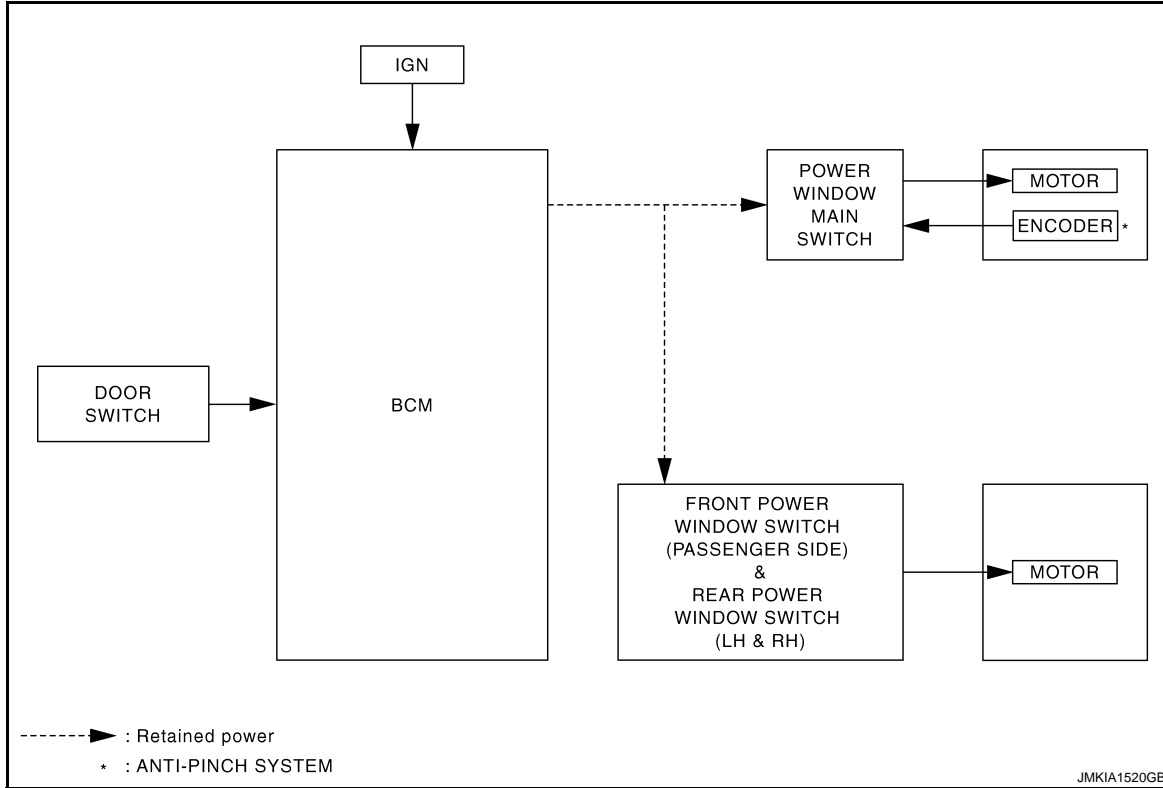 IGN
POWER
WINDOW
MAIN
SWITCH
MOTOR
ENCODER *
DOOR
SWITCH
BCM
FRONT POWER
WINDOW SWITCH
(PASSENGER SIDE)
&
REAR POWER
WINDOW SWITCH
(LH & RH)
MOTOR
: Retained power
* : ANTI-PINCH SYSTEM
JMKIA1520GB